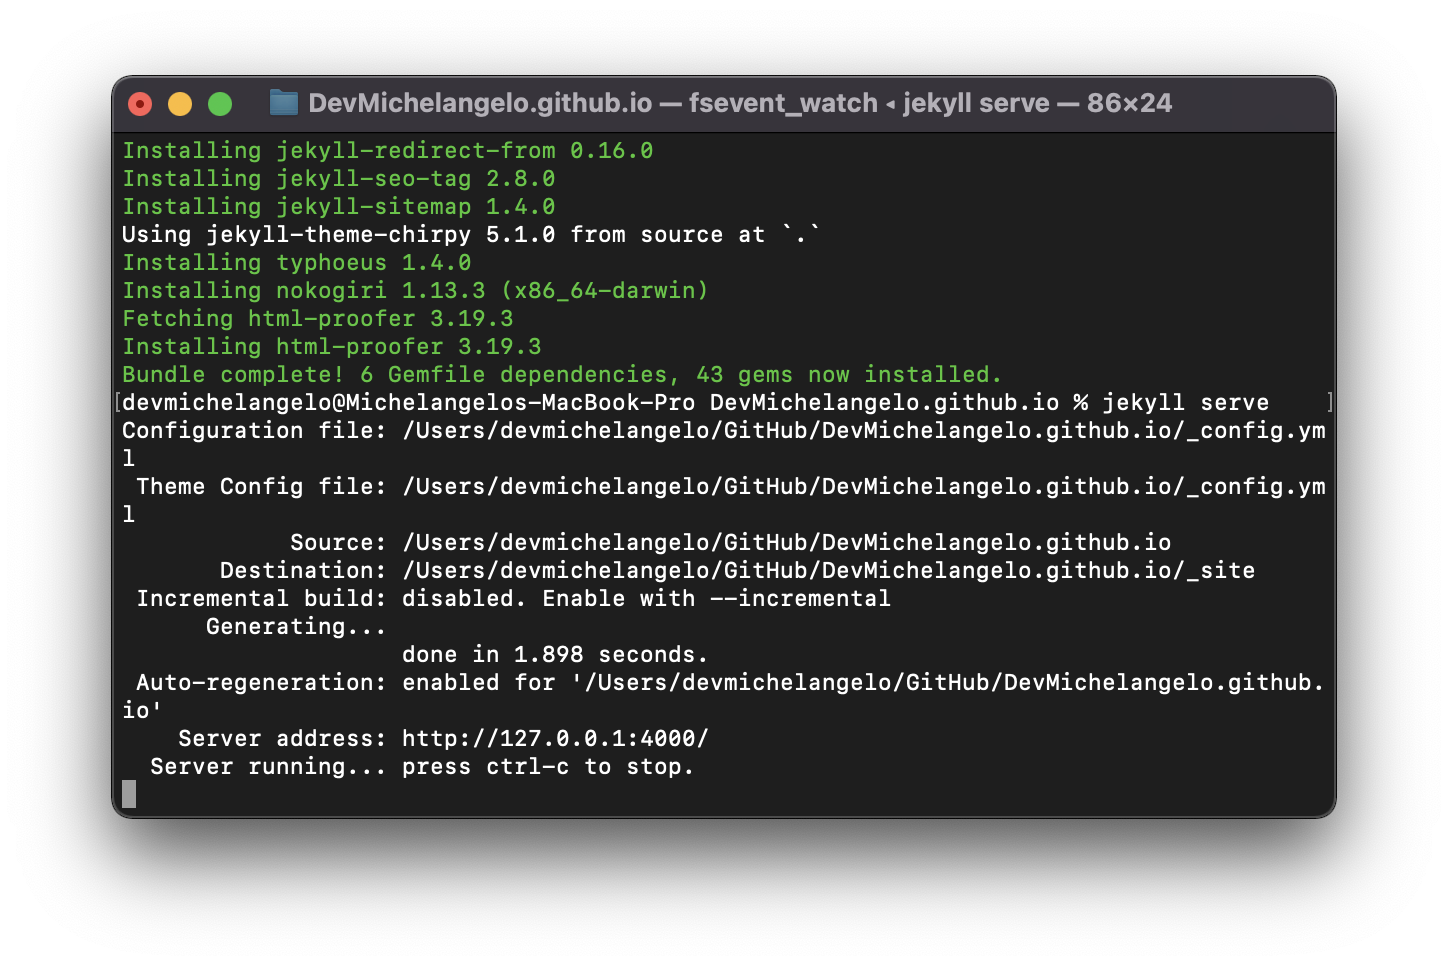 DevMichelangelo.github.io — fsevent_watch ◂ jekyll serve — 86×24
Installing jekyll-redirect-from 0.16.0
Installing jekyll-seo-tag 2.8.0
Installing jekyll-sitemap 1.4.0
Using jekyll-theme-chirpy 5.1.0 from source at `.`
Installing typhoeus 1.4.0
Installing nokogiri 1.13.3 (x86_64-darwin)
Fetching html-proofer 3.19.3
Installing html-proofer 3.19.3
Bundle complete! 6 Gemfile dependencies, 43 gems now installed.
[devmichelangelo@Michelangelos-MacBook-Pro DevMichelangelo.github.io % jekyll serve ]
Configuration file: /Users/devmichelangelo/GitHub/DevMichelangelo.github.io/_config.ym
l
Theme Config file: /Users/devmichelangelo/GitHub/DevMichelangelo.github.io/_config.ym
l
Source: /Users/devmichelangelo/GitHub/DevMichelangelo.github.io
Destination: /Users/devmichelangelo/GitHub/DevMichelangelo.github.io/_site
Incremental build: disabled. Enable with --incremental
Generating...
done in 1.898 seconds.
Auto-regeneration: enabled for '/Users/devmichelangelo/GitHub/DevMichelangelo.github.
io'
Server address: http://127.0.0.1:4000/
Server running... press ctrl-c to stop.